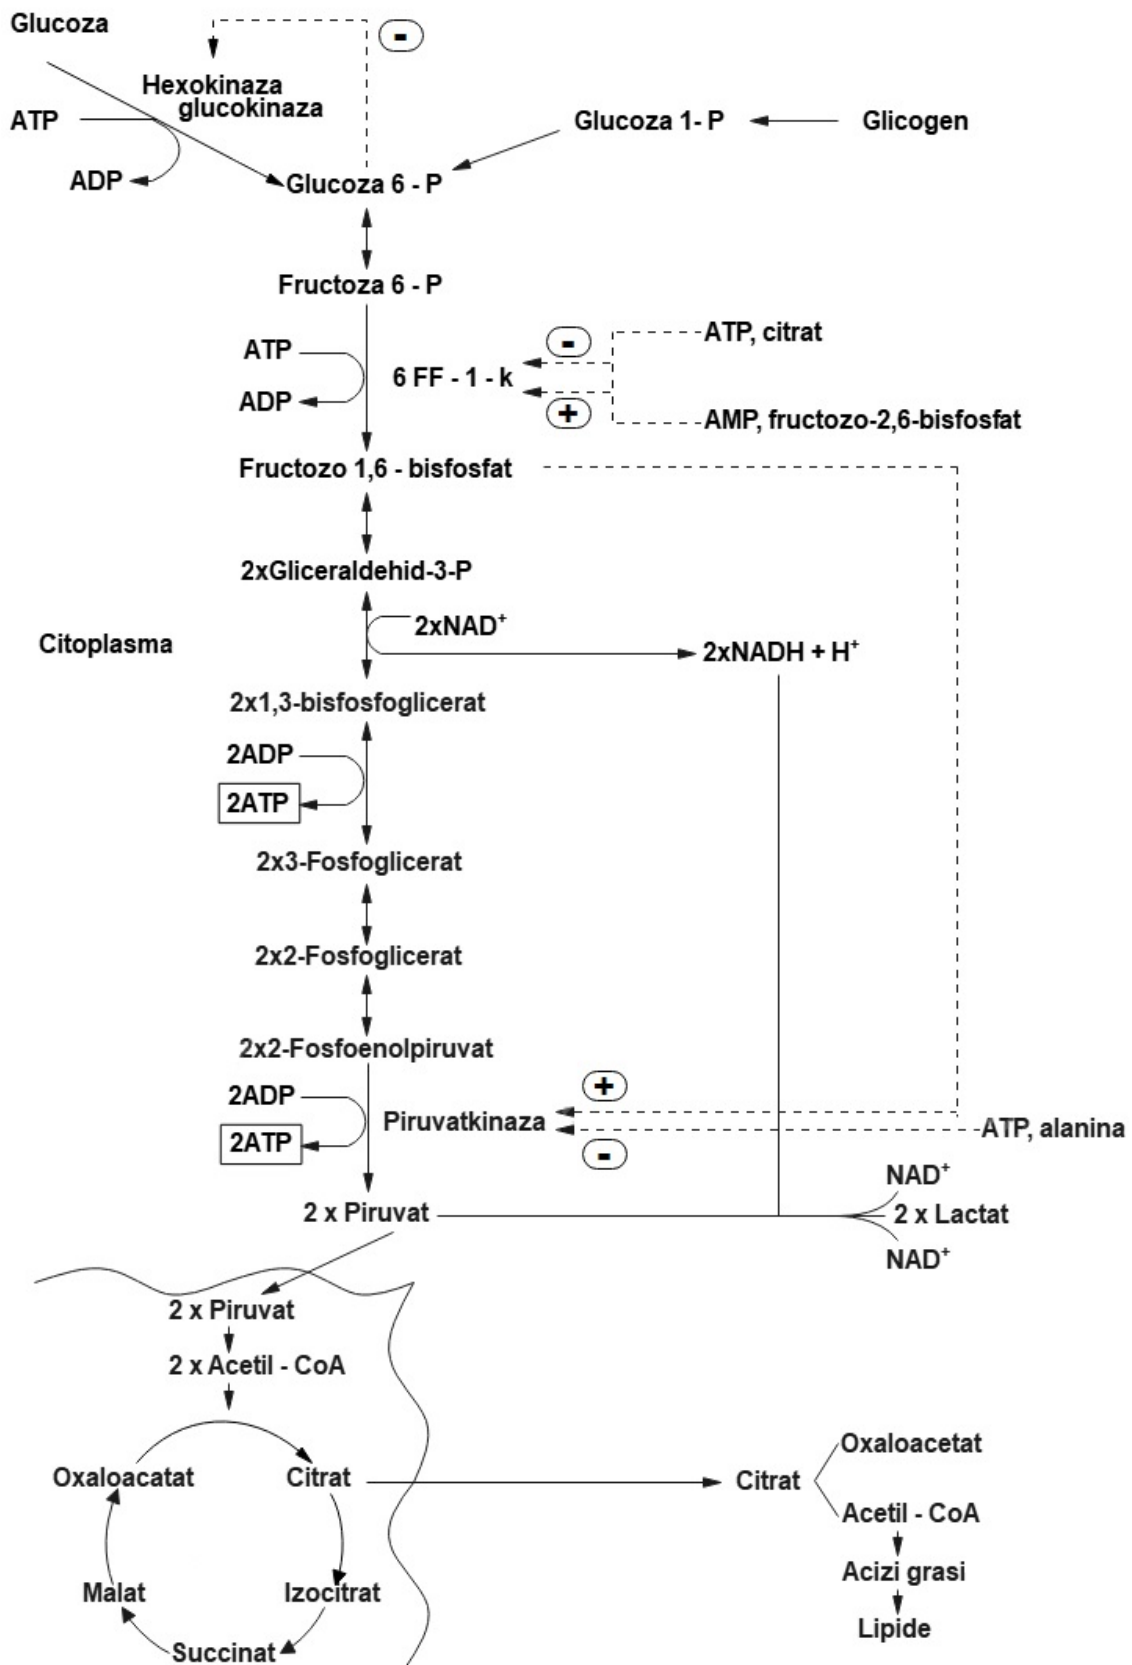 Glucoza
-
Hexokinaza
glucokinaza
ATP
Glucoza 1- P
Glicogen
ADP
Glucoza 6 - P
Fructoza 6 - P
ATP, citrat
-
ATP
6 FF - 1 - k
ADP
+
AMP, fructozo-2,6-bisfosfat
Fructozo 1,6 - bisfosfat
2xGliceraldehid-3-P
2xNAD⁺
Citoplasma
2xNADH + H⁺
2x1,3-bisfosfoglicerat
2ADP
2ATP
2x3-Fosfoglicerat
2x2-Fosfoglicerat
2x2-Fosfoenolpiruvat
2ADP
+
Piruvatkinaza
ATP, alanina
2ATP
-
NAD⁺
2 x Piruvat
2 x Lactat
NAD⁺
2 x Piruvat
2 x Acetil - CoA
Oxaloacatat
Citrat
Citrat
Oxaloacetat
Acetil - CoA
Acizi grasi
Malat
Izocitrat
Lipide
Succinat